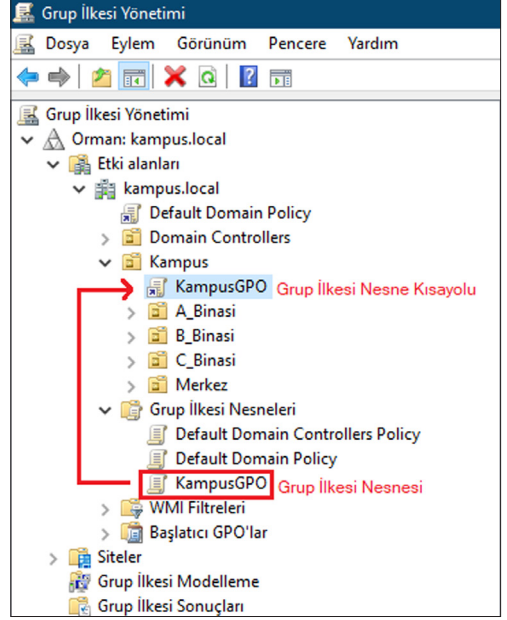 Grup İlkesi Yönetimi
Dosya Eylem Görünüm Pencere Yardım
Grup İlkesi Yönetimi
Orman: kampus.local
Etki alanları
kampus.local
Default Domain Policy
Domain Controllers
Kampus
KampusGPO Grup İlkesi Nesne Kısayolu
A_Binasi
B_Binasi
C_Binasi
Merkez
Grup İlkesi Nesneleri
Default Domain Controllers Policy
Default Domain Policy
KampusGPO Grup İlkesi Nesnesi
WMI Filtreleri
Başlatıcı GPO'lar
Siteler
Grup İlkesi Modelleme
Grup İlkesi Sonuçları